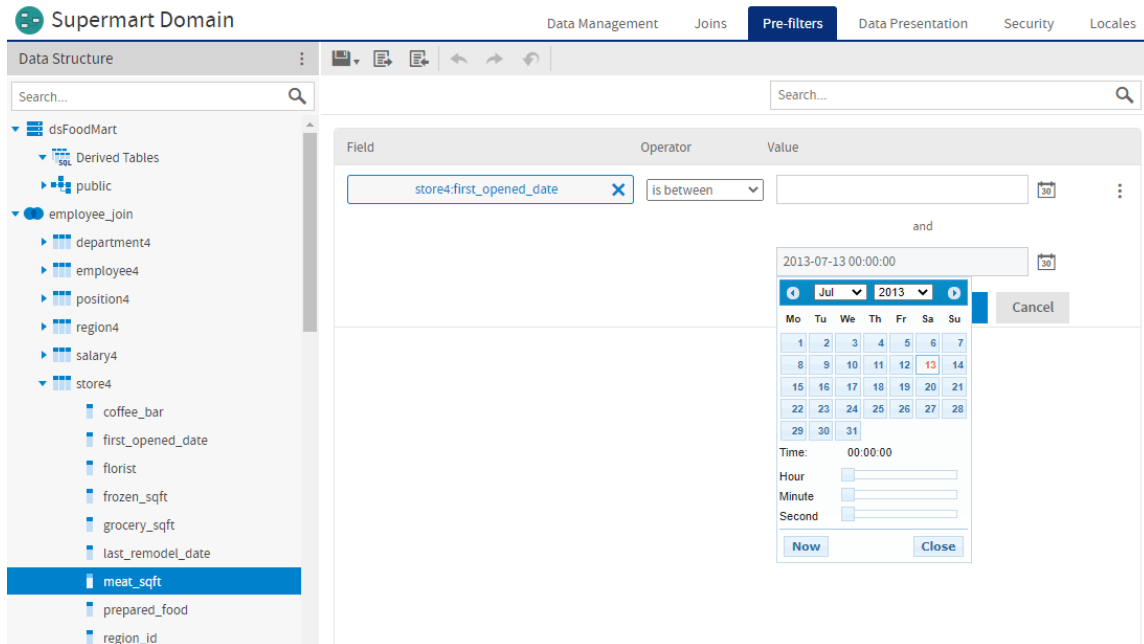 Supermart Domain
Data Management Joins Pre-filters Data Presentation Security Locales
Data Structure
Search...
Search...
dsFoodMart
SQL Derived Tables
public
employee_join
department4
employee4
position4
region4
salary4
store4
coffee_bar
first_opened_date
florist
frozen_sqft
grocery_sqft
last_remodel_date
meat_sqft
prepared_food
region_id
Field Operator Value
store4:first_opened_date is between 30
and
2013-07-13 00:00:00 30
Cancel
Jul 2013
Mo Tu We Th Fr Sa Su
1 2 3 4 5 6 7
8 9 10 11 12 13 14
15 16 17 18 19 20 21
22 23 24 25 26 27 28
29 30 31
Time: 00:00:00
Hour
Minute
Second
Now Close